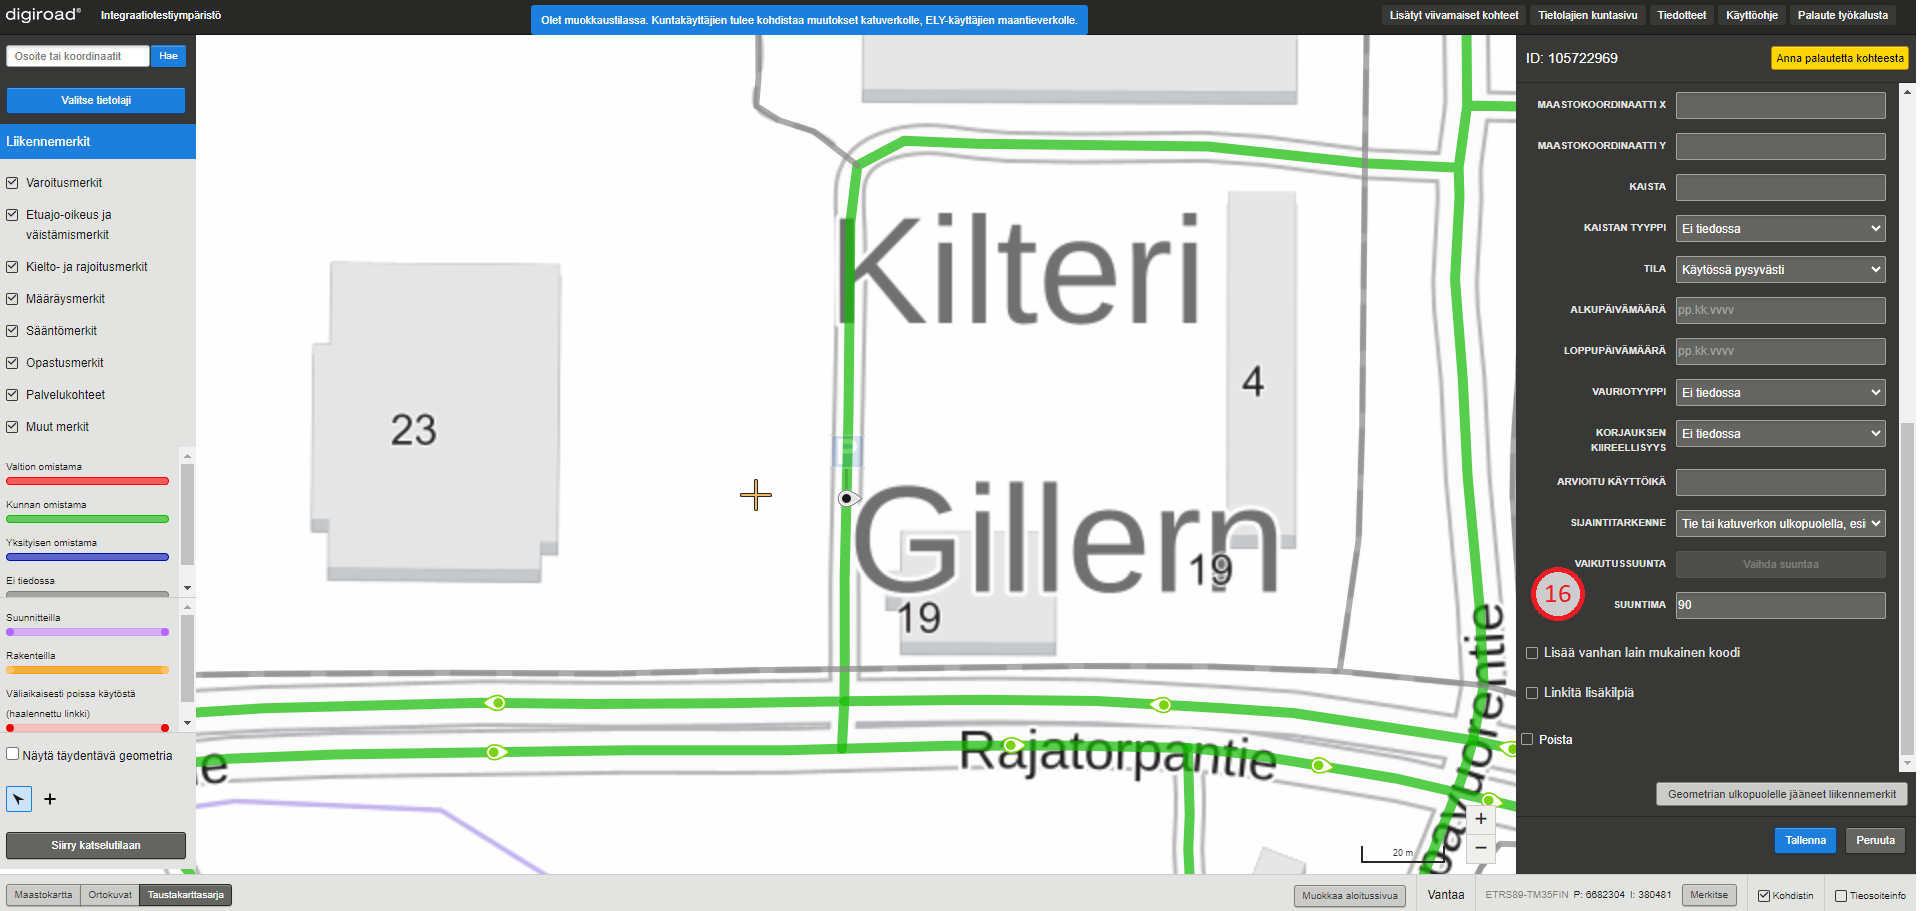 digiroad®
Integraatiotestiympäristö
Olet muokkaustilassa. Kuntakäyttäjien tulee kohdistaa muutokset katuverkolle, ELY-käyttäjien maantieverkolle.
Lisätyt viivamaiset kohteet
Tietolajien kuntasivu
Tiedotteet
Käyttöohje
Palaute työkalusta
Osoite tai koordinaatit
Hae
Valitse tietolaji
Liikennemerkit
Varoitusmerkit
Etuajo-oikeus ja
väistämismerkit
Kielto- ja rajoitusmerkit
Määräysmerkit
Sääntömerkit
Opastusmerkit
Palvelukohteet
Muut merkit
Valtion omistama
Kunnan omistama
Yksityisen omistama
Ei tiedossa
Suunnitteilla
Rakenteilla
Väliaikaisesti poissa käytöstä
(haalennettu linkki)
Näytä täydentävä geometria
+
Siirry katselutilaan
Kilteri
4
23
P
Gillern
19
19
Rajatorpantie
ie
avuorentie
+
−
20 m
ID: 105722969
Anna palautetta kohteesta
MAASTOKOORDINAATTI X
MAASTOKOORDINAATTI Y
KAISTA
KAISTAN TYYPPI
Ei tiedossa
TILA
Käytössä pysyvästi
ALKUPÄIVÄMÄÄRÄ
pp.kk.vvvv
LOPPUPÄIVÄMÄÄRÄ
pp.kk.vvvv
VAURIOTYYPPI
Ei tiedossa
KORJAUKSEN
KIIREELLISYYS
Ei tiedossa
ARVIOITU KÄYTTÖIKÄ
SIJAINTITARKENNE
Tie tai katuverkon ulkopuolella, esi
VAIKUTUSSUUNTA
Vaihda suuntaa
16
SUUNTIMA
90
Lisää vanhan lain mukainen koodi
Linkitä lisäkilpiä
Poista
Geometrian ulkopuolelle jääneet liikennemerkit
Tallenna
Peruuta
Maastokartta
Ortokuvat
Taustakarttasarja
Muokkaa aloitussivua
Vantaa
ETRS89-TM35FIN P: 6682304 I: 380481
Merkitse
Kohdistin
Tieosoiteinfo